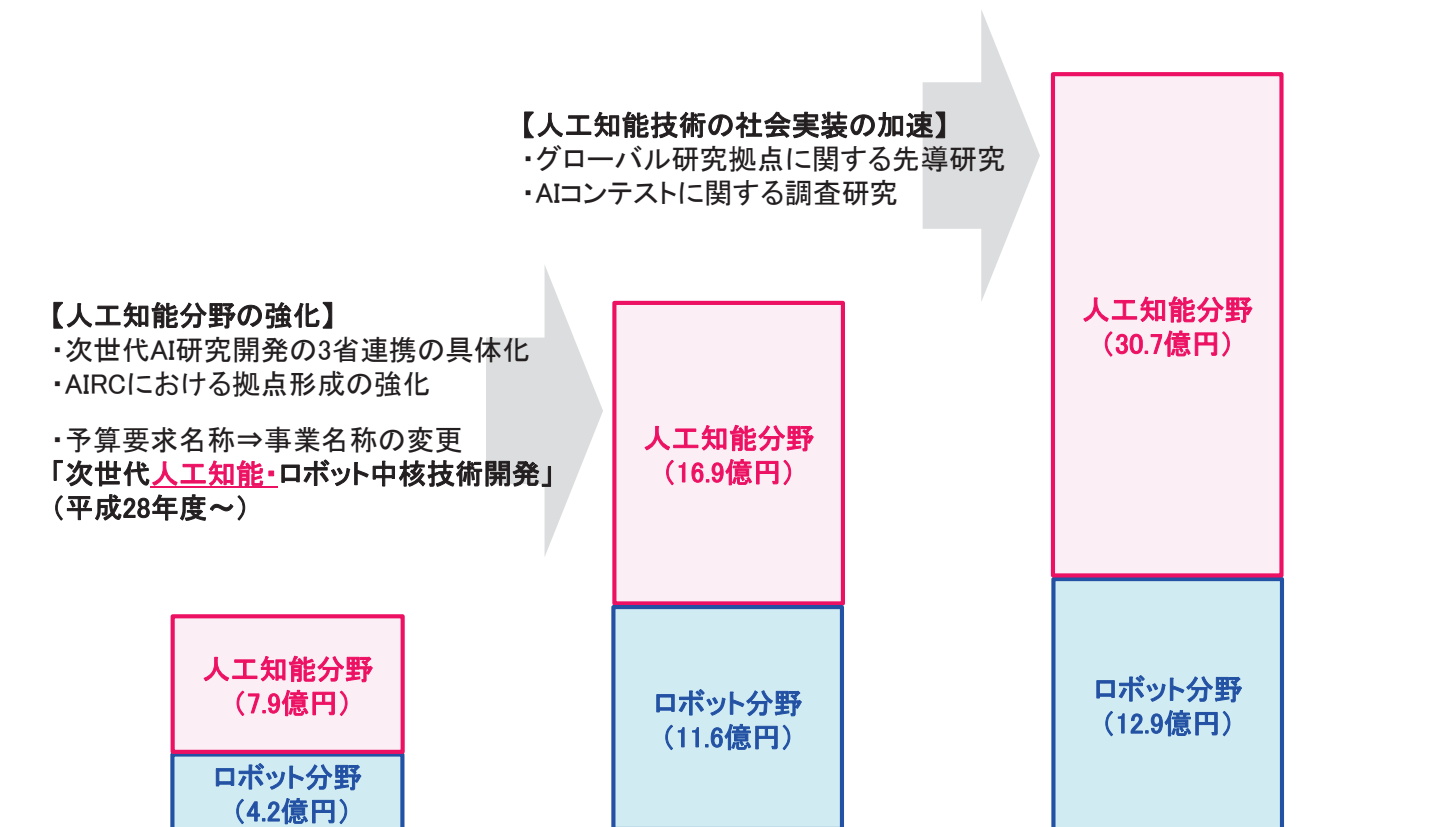 【人工知能技術の社会実装の加速】
・グローバル研究拠点に関する先導研究
・AIコンテストに関する調査研究
【人工知能分野の強化】
・次世代AI研究開発の3省連携の具体化
・AIRCにおける拠点形成の強化
・予算要求名称⇒事業名称の変更
「次世代人工知能・ロボット中核技術開発」
（平成28年度～）
人工知能分野
（7.9億円）
ロボット分野
（4.2億円）
人工知能分野
（16.9億円）
ロボット分野
（11.6億円）
人工知能分野
（30.7億円）
ロボット分野
（12.9億円）